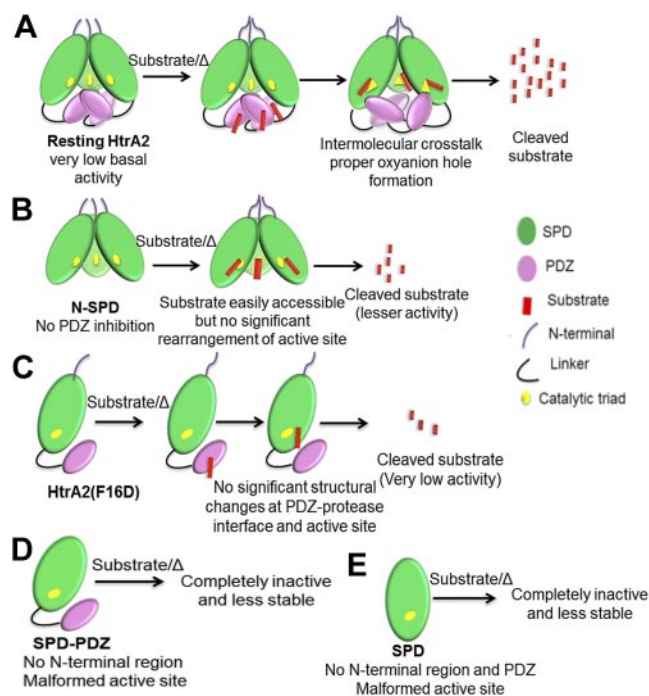 A
Substrate/Δ
Resting HtrA2
very low basal
activity
Intermolecular crosstalk
proper oxyanion hole
formation
Cleaved
substrate
B
Substrate/Δ
N-SPD
No PDZ inhibition
Substrate easily accessible
but no significant
rearrangement of active site
Cleaved substrate
(lesser activity)
SPD
PDZ
Substrate
N-terminal
Linker
Catalytic triad
C
Substrate/Δ
HtrA2(F16D)
No significant structural
changes at PDZ-protease
interface and active site
Cleaved substrate
(Very low activity)
D
Substrate/Δ
Completely inactive
and less stable
SPD-PDZ
No N-terminal region
Malformed active site
E
Substrate/Δ
Completely inactive
and less stable
SPD
No N-terminal region and PDZ
Malformed active site